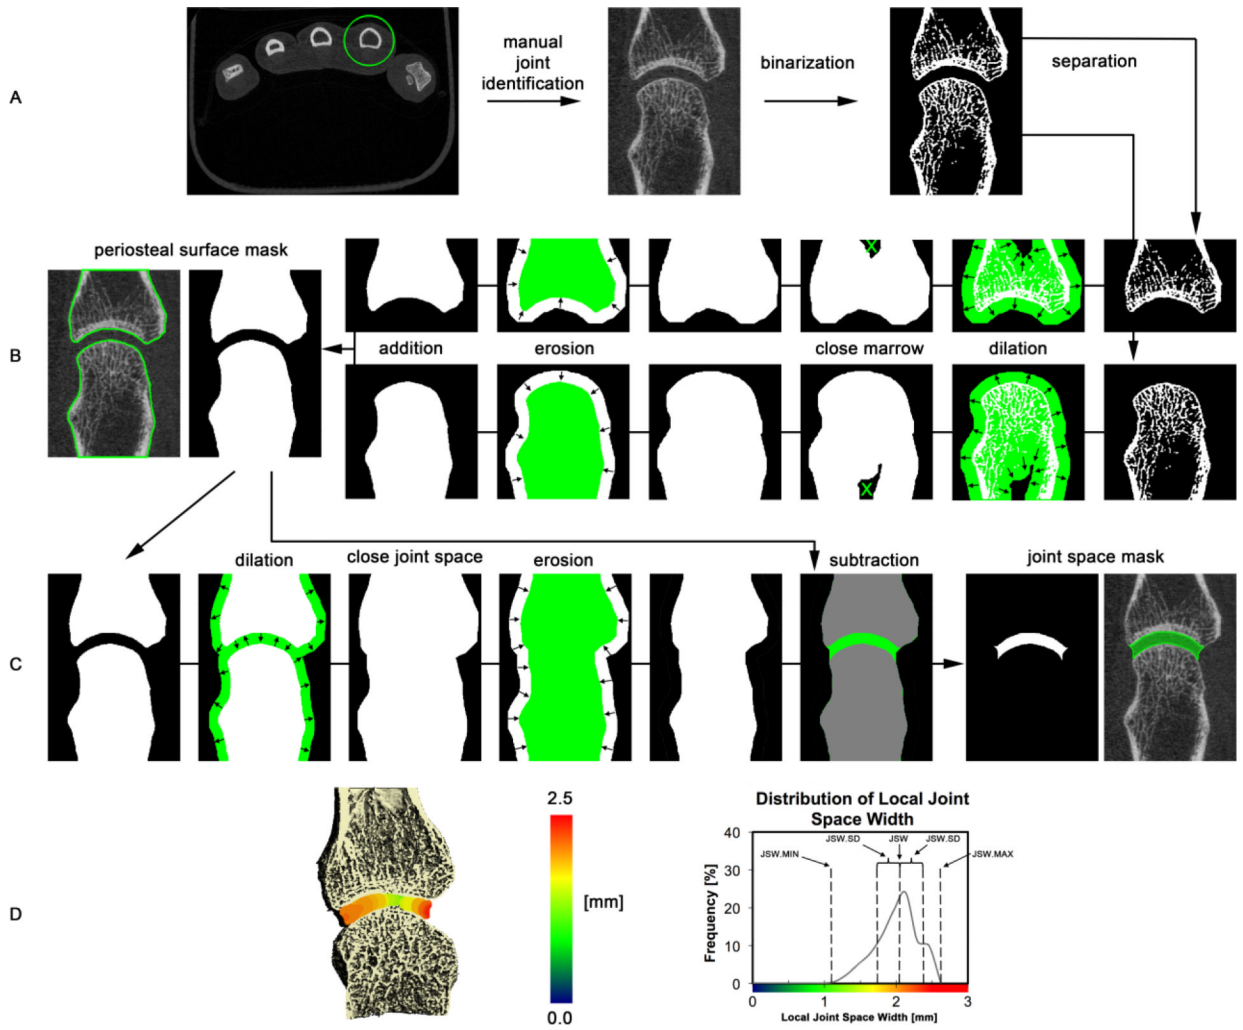 A
manual
joint
identification
binarization
separation
periosteal surface mask
B
addition
erosion
close marrow
dilation
X
X
dilation
close joint space
erosion
subtraction
joint space mask
C
D
2.5
[mm]
0.0
Distribution of Local Joint
Space Width
JSW.SD
JSW
JSW.SD
JSW.MIN
JSW.MAX
Frequency [%]
40
30
20
10
0
0
1
2
3
Local Joint Space Width [mm]